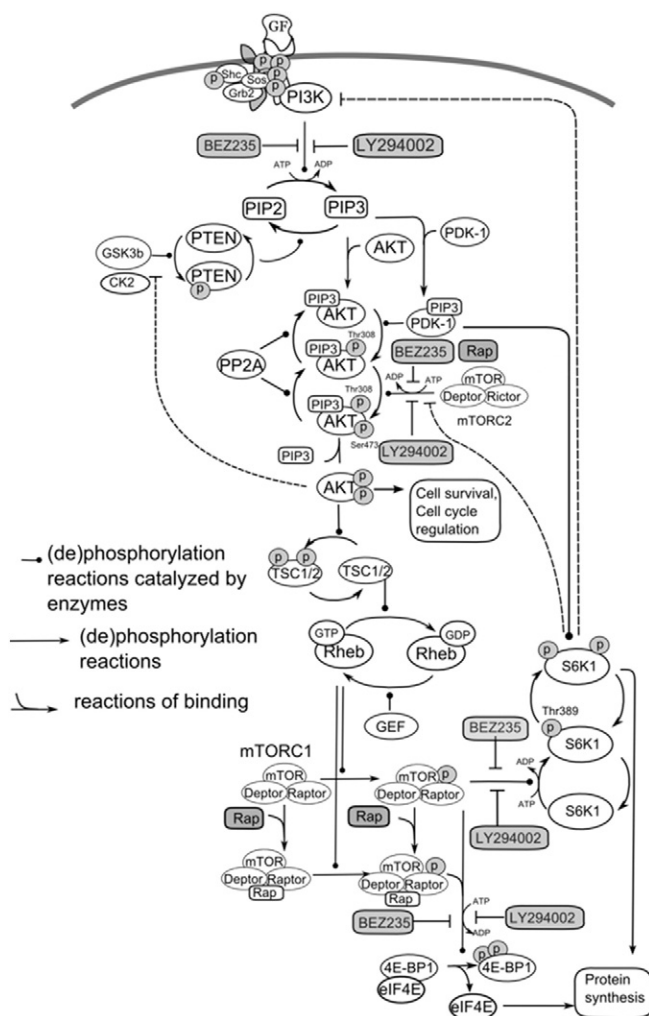 GF
p
p
p
p
p
Shc
Sos
Grb2
PI3K
BEZ235
LY294002
ATP
ADP
PIP2
PIP3
PTEN
GSK3b
CK2
PTEN
p
AKT
PDK-1
PIP3
AKT
PIP3
PDK-1
Thr308
PIP3
p
AKT
PP2A
BEZ235
Rap
ADP
ATP
mTOR
Deptor
Rictor
mTORC2
Thr308
PIP3
p
AKT
p
Ser473
LY294002
PIP3
AKT
p
p
Cell survival,
Cell cycle
regulation
p
p
TSC1/2
TSC1/2
(de)phosphorylation
reactions catalyzed by
enzymes
(de)phosphorylation
reactions
reactions of binding
GTP
Rheb
GDP
Rheb
GEF
p
p
S6K1
Thr389
p
S6K1
S6K1
BEZ235
ADP
ATP
LY294002
mTORC1
mTOR
Deptor
Raptor
mTOR
p
Deptor
Raptor
Rap
Rap
mTOR
Deptor
Raptor
Rap
mTOR
p
Deptor
Raptor
Rap
BEZ235
ATP
ADP
LY294002
4E-BP1
eIF4E
p
p
4E-BP1
eIF4E
Protein
synthesis